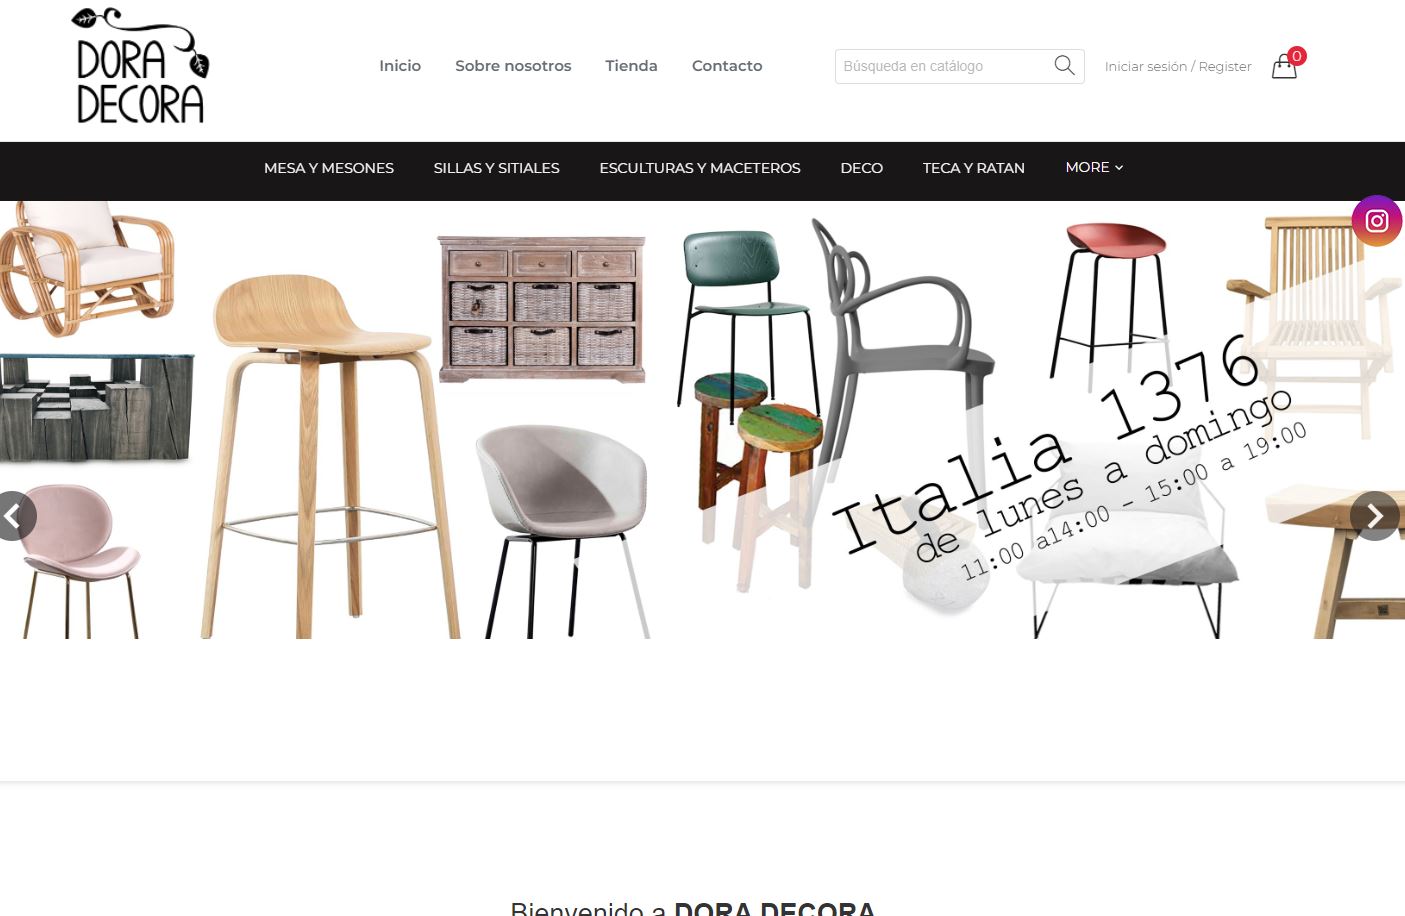 DORA
DECORA
Inicio
Sobre nosotros
Tienda
Contacto
Búsqueda en catálogo
Iniciar sesión / Register
0
MESA Y MESONES
SILLAS Y SITIALES
ESCULTURAS Y MACETEROS
DECO
TECA Y RATAN
MORE
Italia 1376
de lunes a domingo
11:00 a14:00 - 15:00 a 19:00
Bienvenido a DORA DECORA